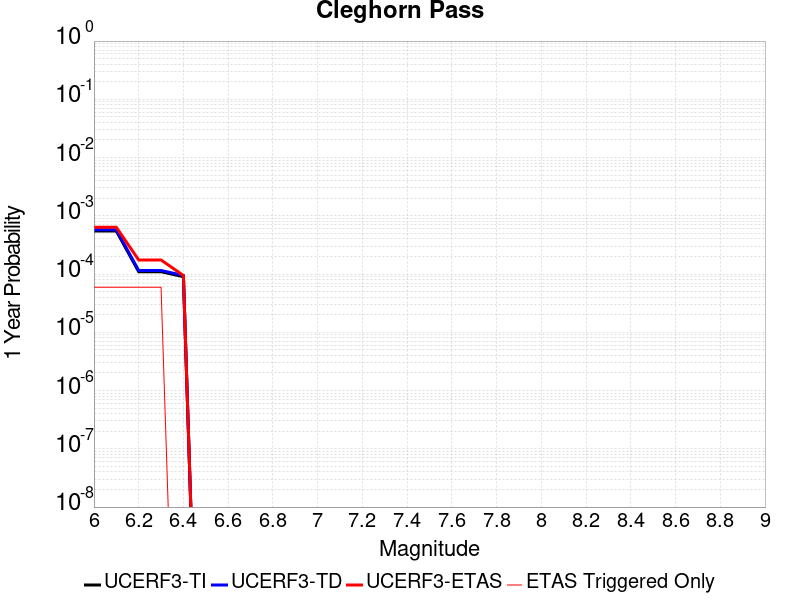 Cleghorn Pass
10 0
10 -1
10 -2
10 -3
10 -4
10 -5
10 -6
10 -7
10 -8
1 Year Probability
6 6.2 6.4 6.6 6.8 7 7.2 7.4 7.6 7.8 8 8.2 8.4 8.6 8.8 9
Magnitude
UCERF3-TI UCERF3-TD UCERF3-ETAS ETAS Triggered Only